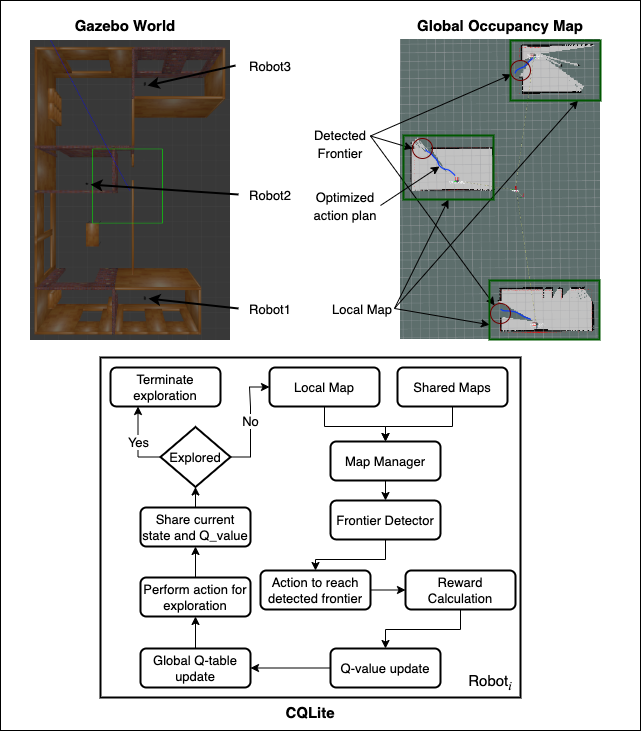 Gazebo World
Global Occupancy Map
Robot3
Detected
Frontier
Robot2
Optimized
action plan
Robot1
Local Map
Terminate
exploration
Local Map
Shared Maps
Yes
No
Explored
Map Manager
Share current
state and Q_value
Frontier Detector
Perform action for
exploration
Action to reach
detected frontier
Reward
Calculation
Global Q-table
update
Q-value update
Robot𝑖
CQLite